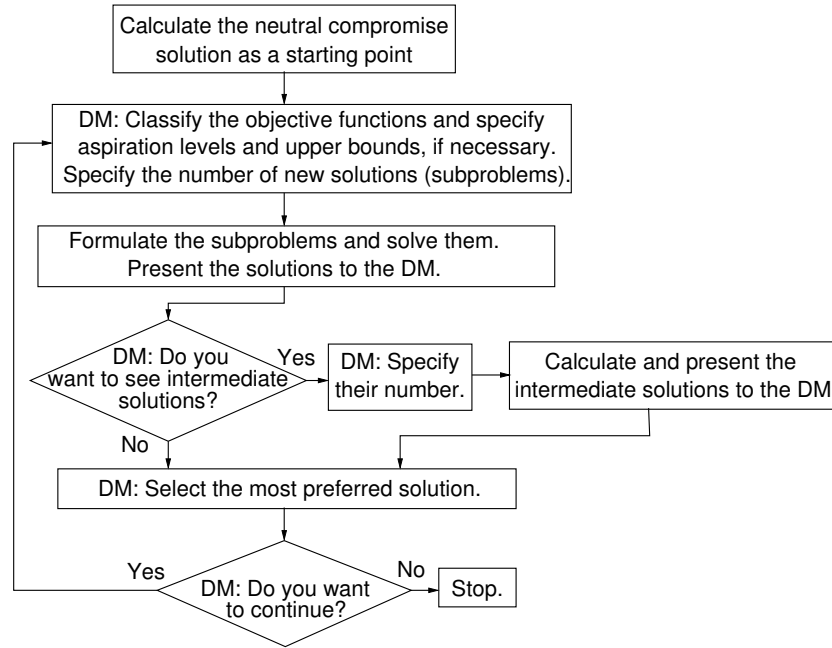 Calculate the neutral compromise
solution as a starting point
DM: Classify the objective functions and specify
aspiration levels and upper bounds, if necessary.
Specify the number of new solutions (subproblems).
Formulate the subproblems and solve them.
Present the solutions to the DM.
DM: Do you
want to see intermediate
solutions?
Yes
DM: Specify
their number.
Calculate and present the
intermediate solutions to the DM
No
DM: Select the most preferred solution.
Yes
DM: Do you want
to continue?
No
Stop.